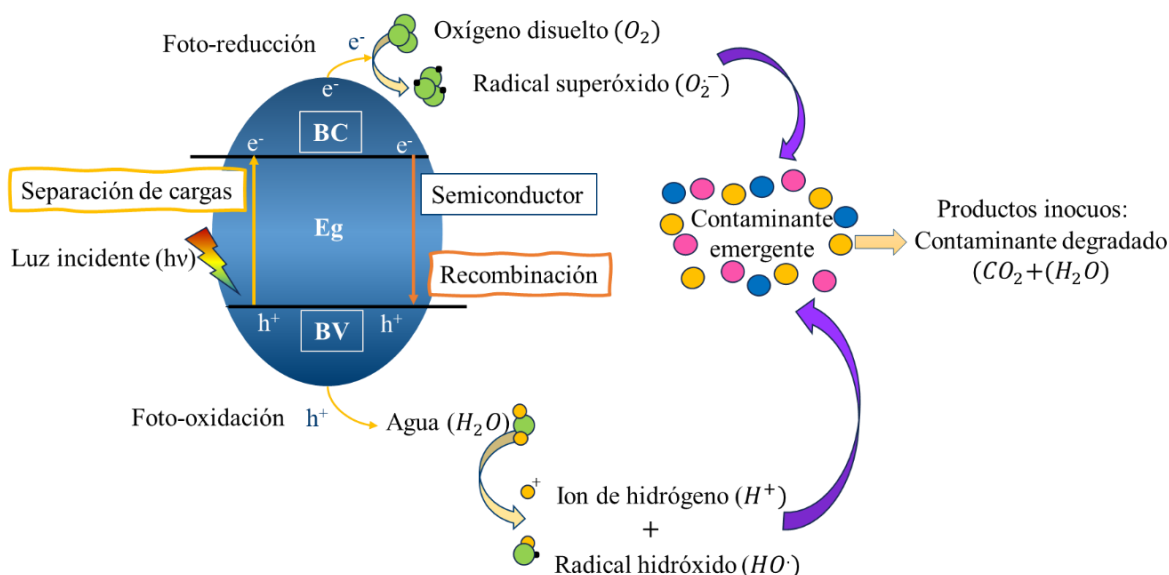 Foto-reducción
e-
Oxígeno disuelto (O₂)
Radical superóxido (O₂·⁻)
e-
BC
e-
e-
Separación de cargas
Semiconductor
Eg
Luz incidente (hν)
Recombinación
h⁺
h⁺
BV
Foto-oxidación
h⁺
Agua (H₂O)
+
Ion de hidrógeno (H⁺)
+
Radical hidróxido (HO·)
Contaminante
emergente
Productos inocuos:
Contaminante degradado
(CO₂+(H₂O)